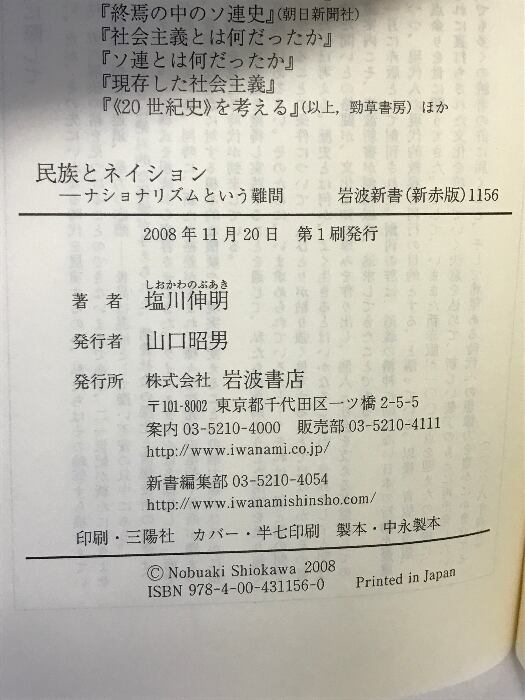 『終焉の中のソ連史』(朝日新聞社)
『社会主義とは何だったか』
『ソ連とは何だったか』
『現存した社会主義』
『《20世紀史》を考える』(以上,勁草書房) ほか
民族とネイション
―ナショナリズムという難問 岩波新書(新赤版)1156
2008年11月20日 第1刷発行
しおかわのぶあき
著者 塩川伸明
発行者 山口昭男
発行所 株式会社 岩波書店
〒101-8002 東京都千代田区一ツ橋2-5-5
案内 03-5210-4000 販売部 03-5210-4111
http://www.iwanami.co.jp/
新書編集部 03-5210-4054
http://www.iwanamishinsho.com/
印刷・三陽社 カバー・半七印刷 製本・中永製本
© Nobuaki Shiokawa 2008
ISBN 978-4-00-431156-0 Printed in Japan